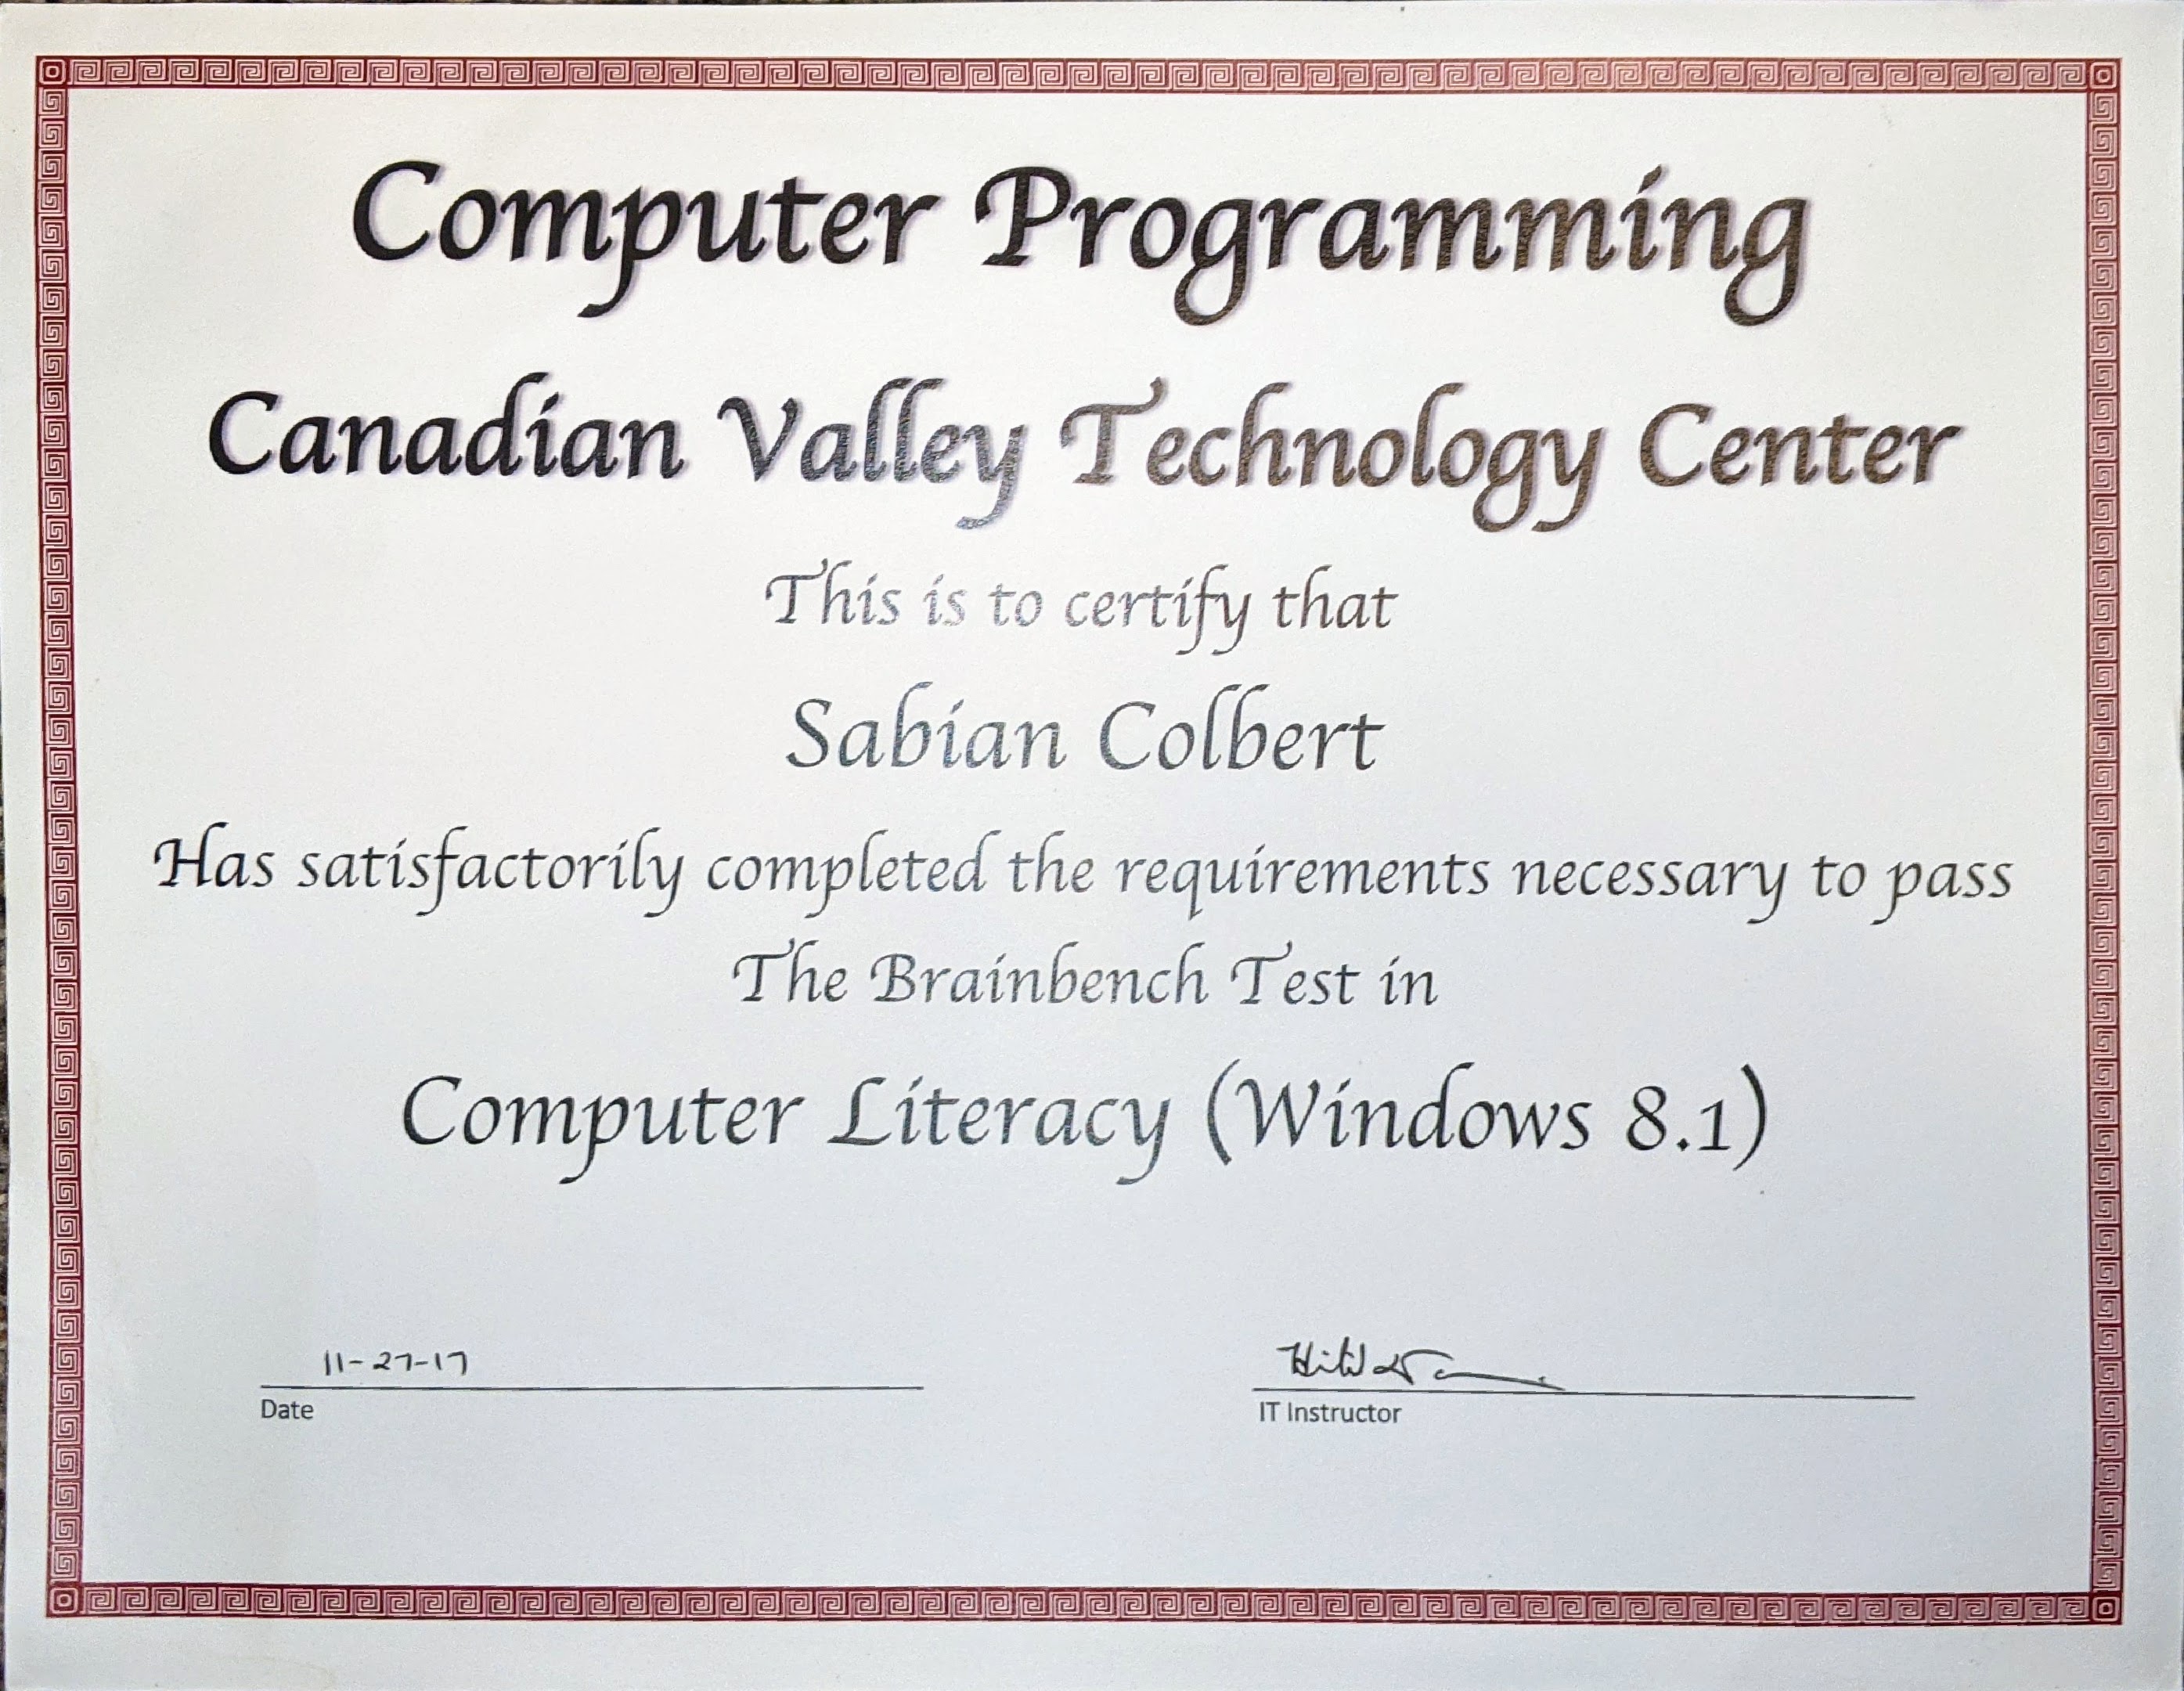 Computer Programming
Canadian Valley Technology Center
This is to certify that
Sabian Colbert
Has satisfactorily completed the requirements necessary to pass
The Brainbench Test in
Computer Literacy (Windows 8.1)
11-27-17
Date
IT Instructor